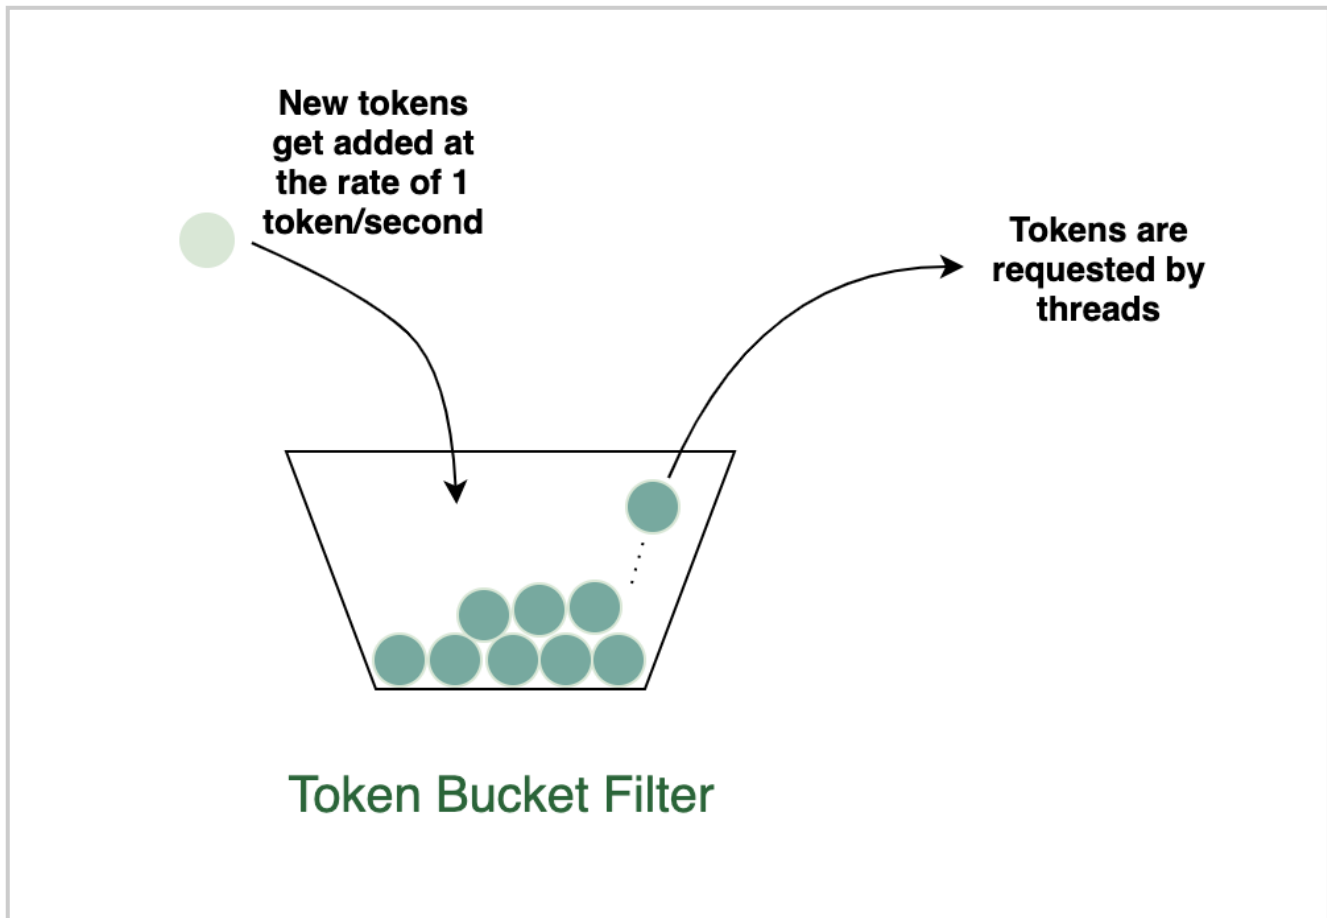 New tokens
get added at
the rate of 1
token/second
Tokens are
requested by
threads
Token Bucket Filter